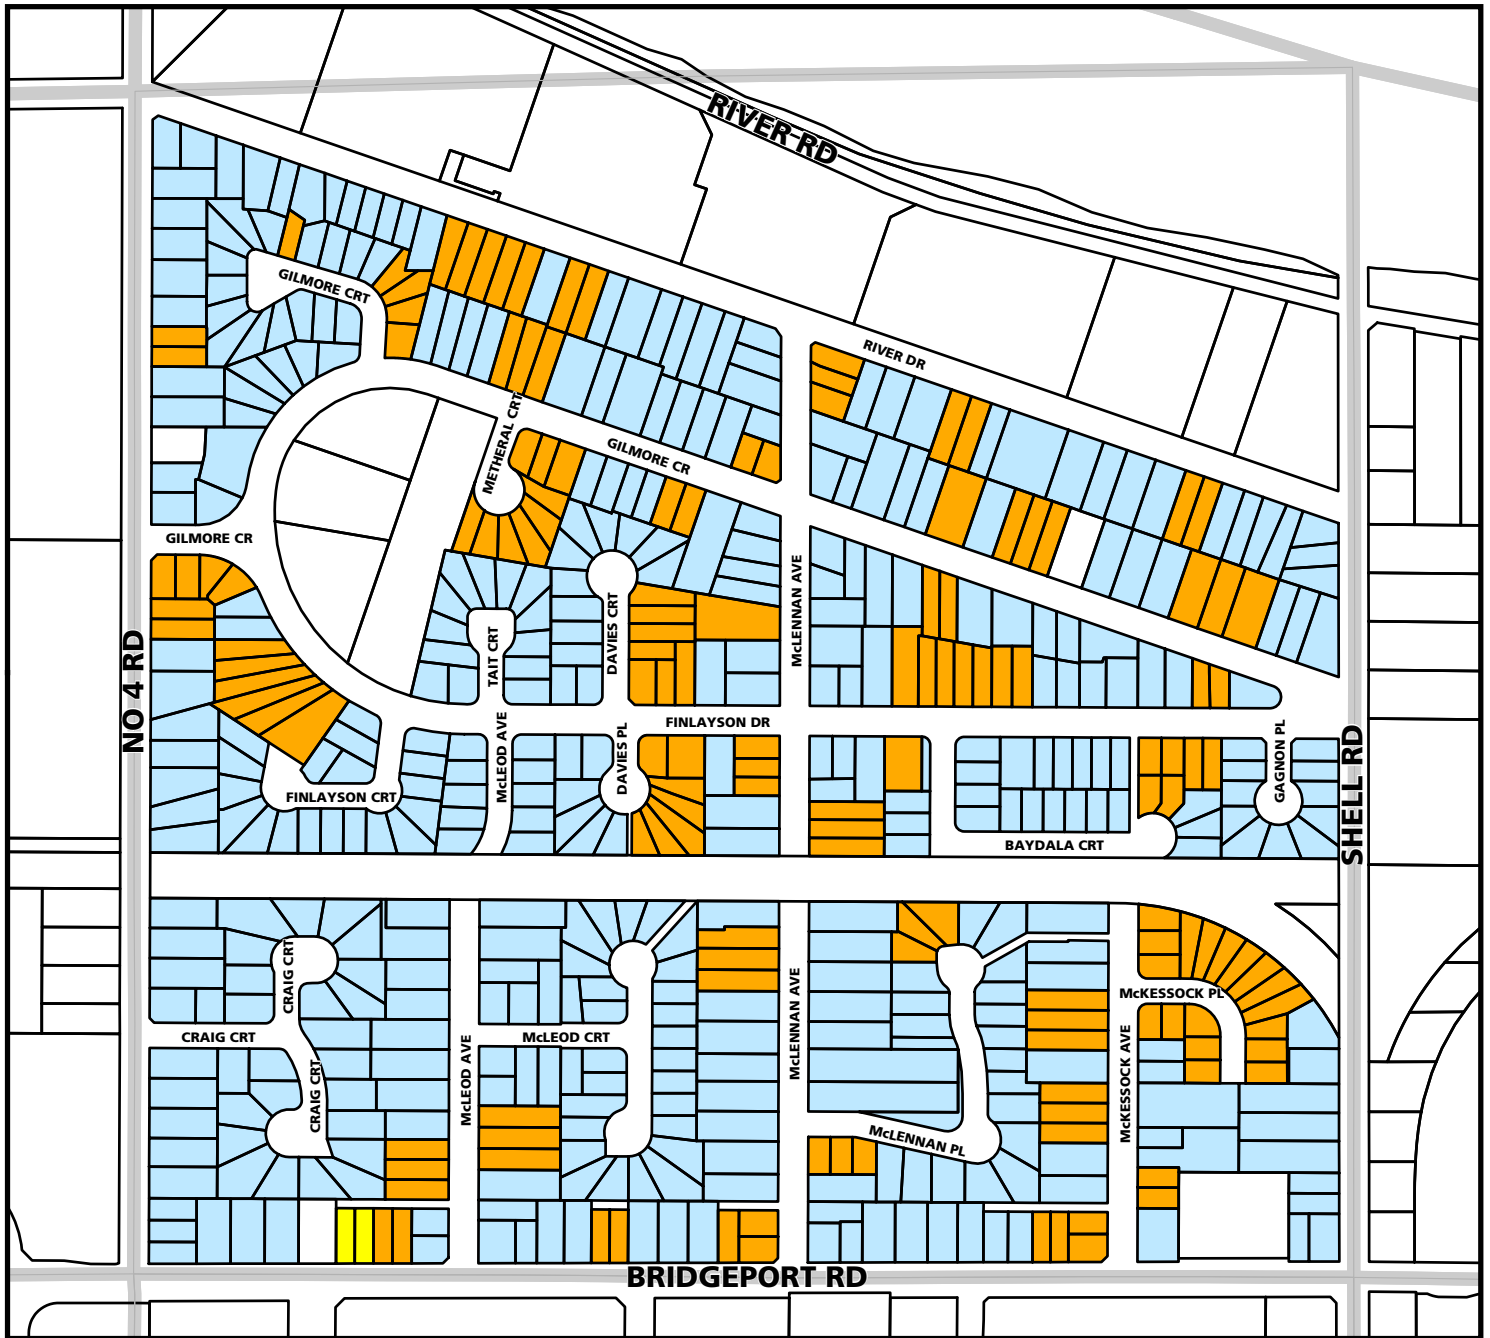 RIVER RD
GILMORE CRT
RIVER DR
METHERAL CRT
GILMORE CR
GILMORE CR
McLENNAN AVE
DAVIES CRT
TAIT CRT
NO 4 RD
FINLAYSON DR
McLEOD AVE
DAVIES PL
GAGNON PL
SHELL RD
FINLAYSON CRT
BAYDALA CRT
CRAIG CRT
McKESSOCK PL
McLENNAN AVE
CRAIG CRT
McLEOD CRT
McLEOD AVE
McKESSOCK AVE
CRAIG CRT
McLENNAN PL
BRIDGEPORT RD